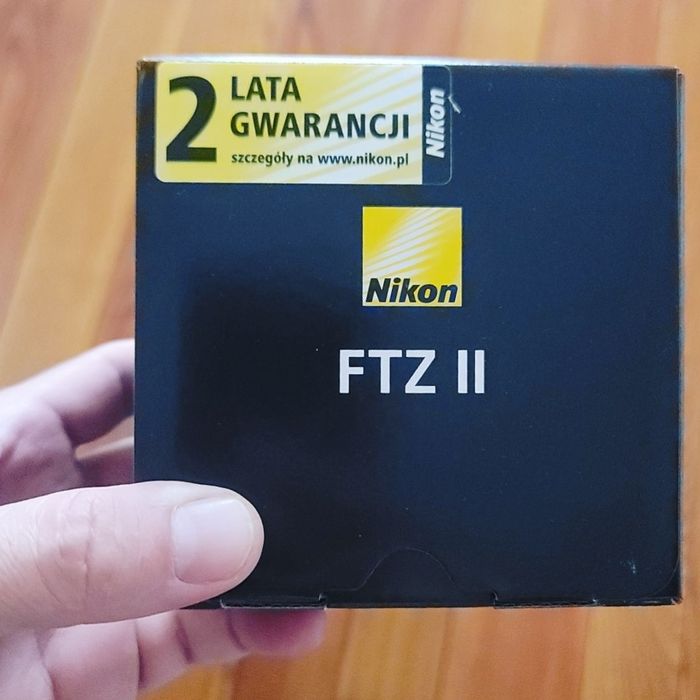 2 LATA
GWARANCJI
szczegóły na www.nikon.pl
Nikon
Nikon
FTZ II